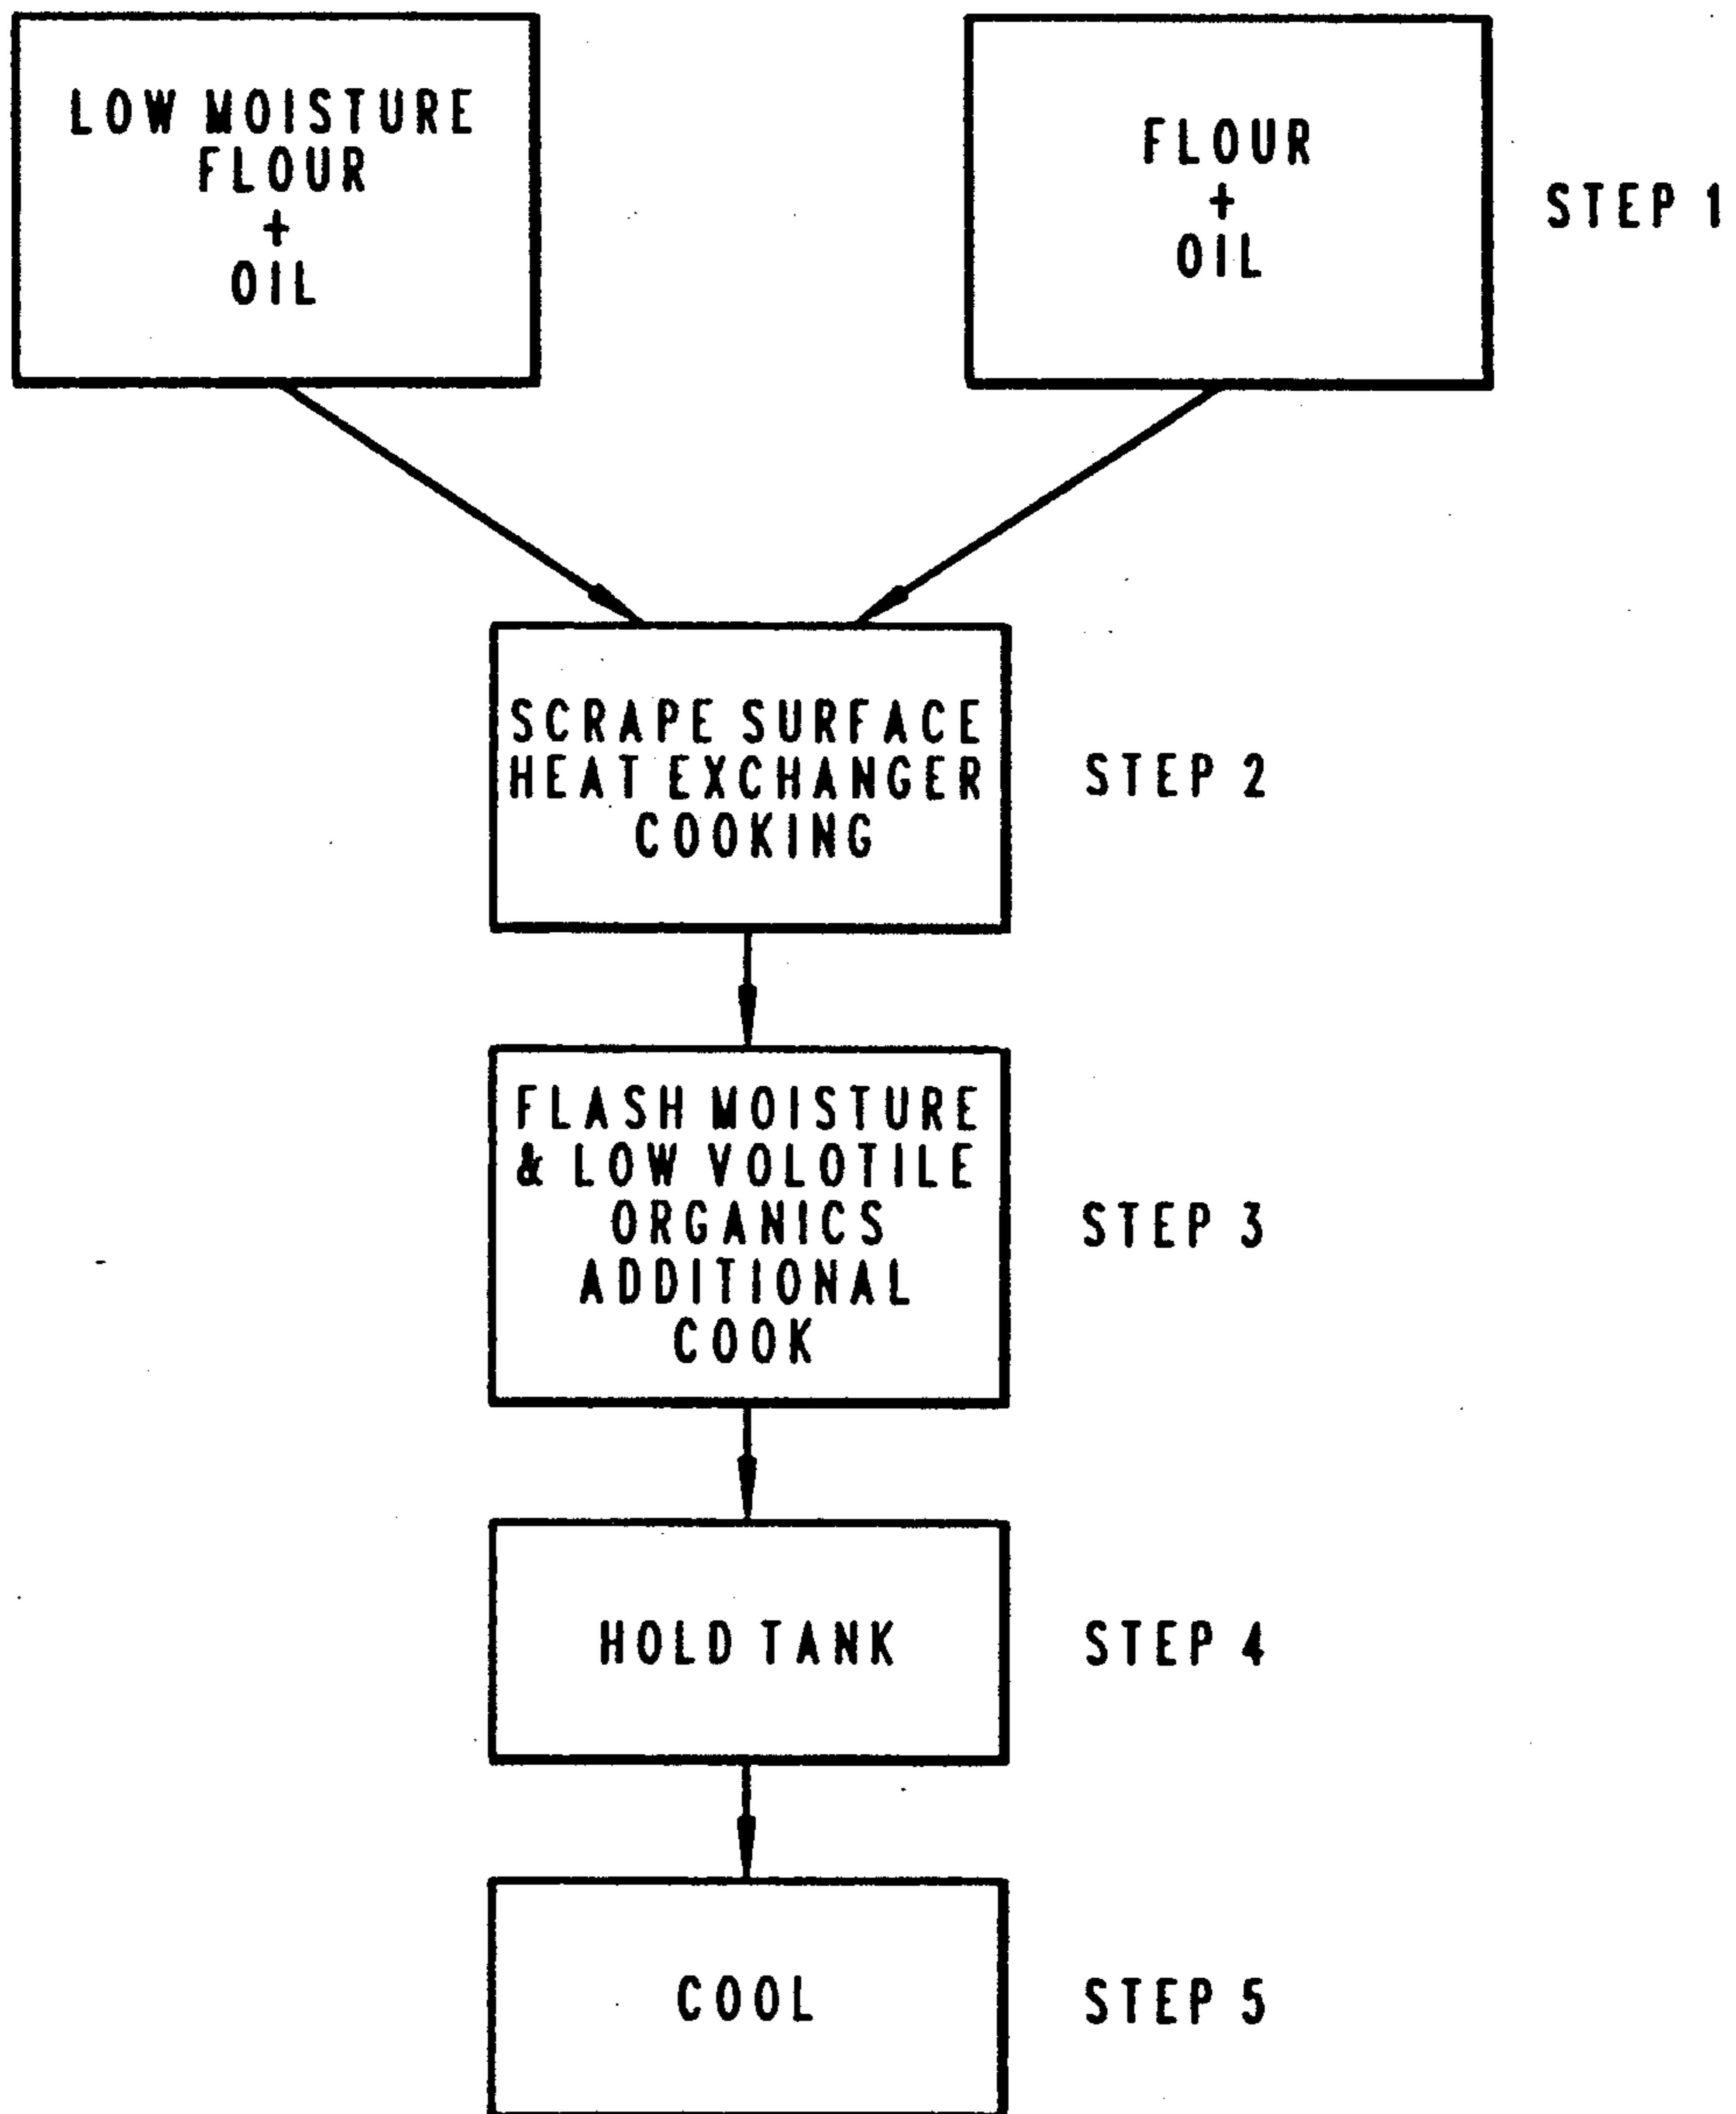 LOW MOISTURE
FLOUR
+
OIL
FLOUR
+
OIL
STEP 1
SCRAPE SURFACE
HEAT EXCHANGER
COOKING
STEP 2
FLASH MOISTURE
& LOW VOLOTILE
ORGANICS
ADDITIONAL
COOK
STEP 3
HOLD TANK
STEP 4
COOL
STEP 5